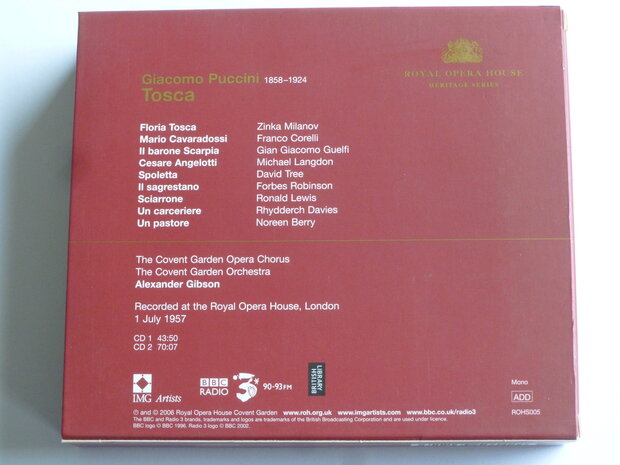 ROYAL OPERA HOUSE
HERITAGE SERIES
Giacomo Puccini 1858–1924
Tosca
Floria Tosca Zinka Milanov
Mario Cavaradossi Franco Corelli
Il barone Scarpia Gian Giacomo Guelfi
Cesare Angelotti Michael Langdon
Spoletta David Tree
Il sagrestano Forbes Robinson
Sciarrone Ronald Lewis
Un carceriere Rhydderch Davies
Un pastore Noreen Berry
The Covent Garden Opera Chorus
The Covent Garden Orchestra
Alexander Gibson
Recorded at the Royal Opera House, London
1 July 1957
CD 1 43:50
CD 2 70:07
IMG Artists
BBC
RADIO 3
90-93FM
BRITISH
LIBRARY
Mono
ADD
ROHS005
℗ and © 2006 Royal Opera House Covent Garden www.roh.org.uk www.imgartists.com www.bbc.co.uk/radio3
The BBC and Radio 3 brands, trademarks and logos are trademarks of the British Broadcasting Corporation and are used under licence.
BBC logo © BBC 1996. Radio 3 logo © BBC 2002.